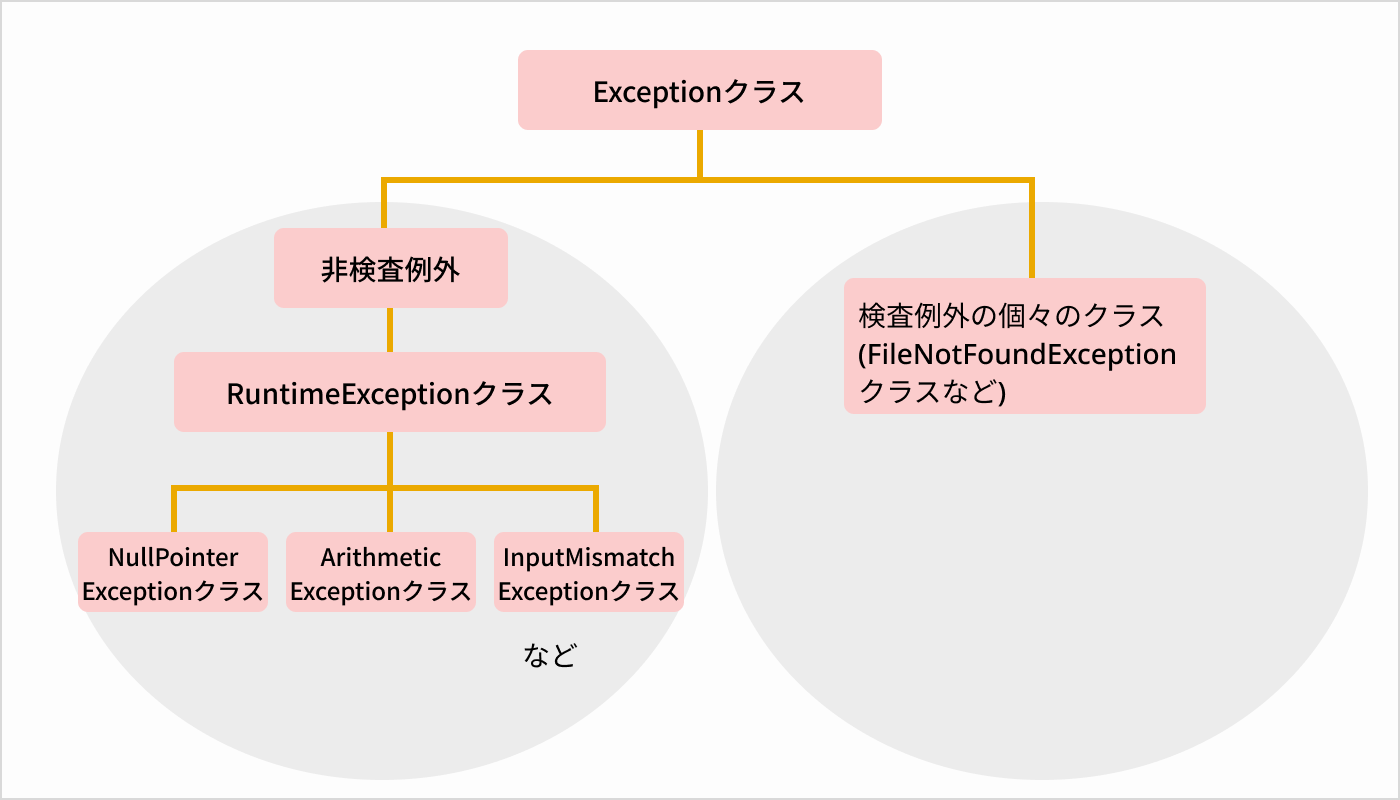 Exceptionクラス
非検査例外
RuntimeExceptionクラス
NullPointer
Exceptionクラス
Arithmetic
Exceptionクラス
InputMismatch
Exceptionクラス
など
検査例外の個々のクラス
(FileNotFoundException
クラスなど)